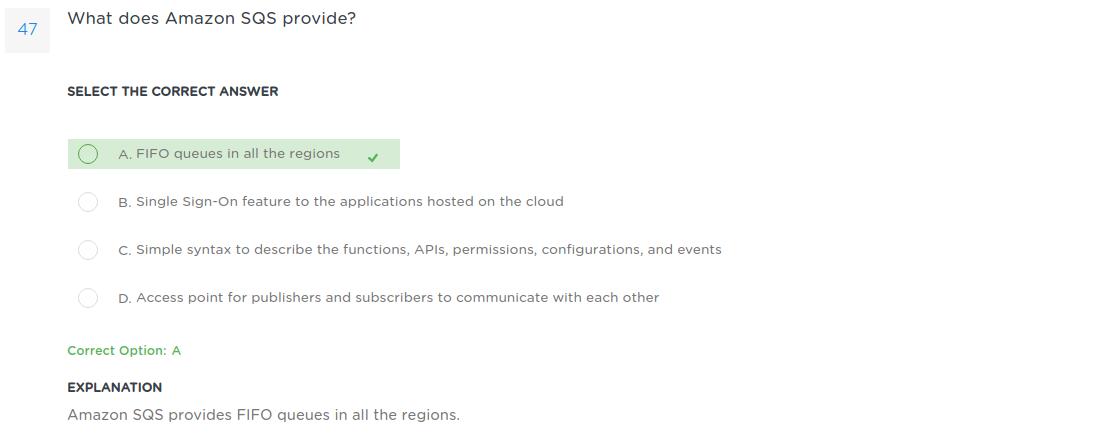 47
What does Amazon SQS provide?
SELECT THE CORRECT ANSWER
A. FIFO queues in all the regions
B. Single Sign-On feature to the applications hosted on the cloud
C. Simple syntax to describe the functions, APIs, permissions, configurations, and events
D. Access point for publishers and subscribers to communicate with each other
Correct Option: A
EXPLANATION
Amazon SQS provides FIFO queues in all the regions.